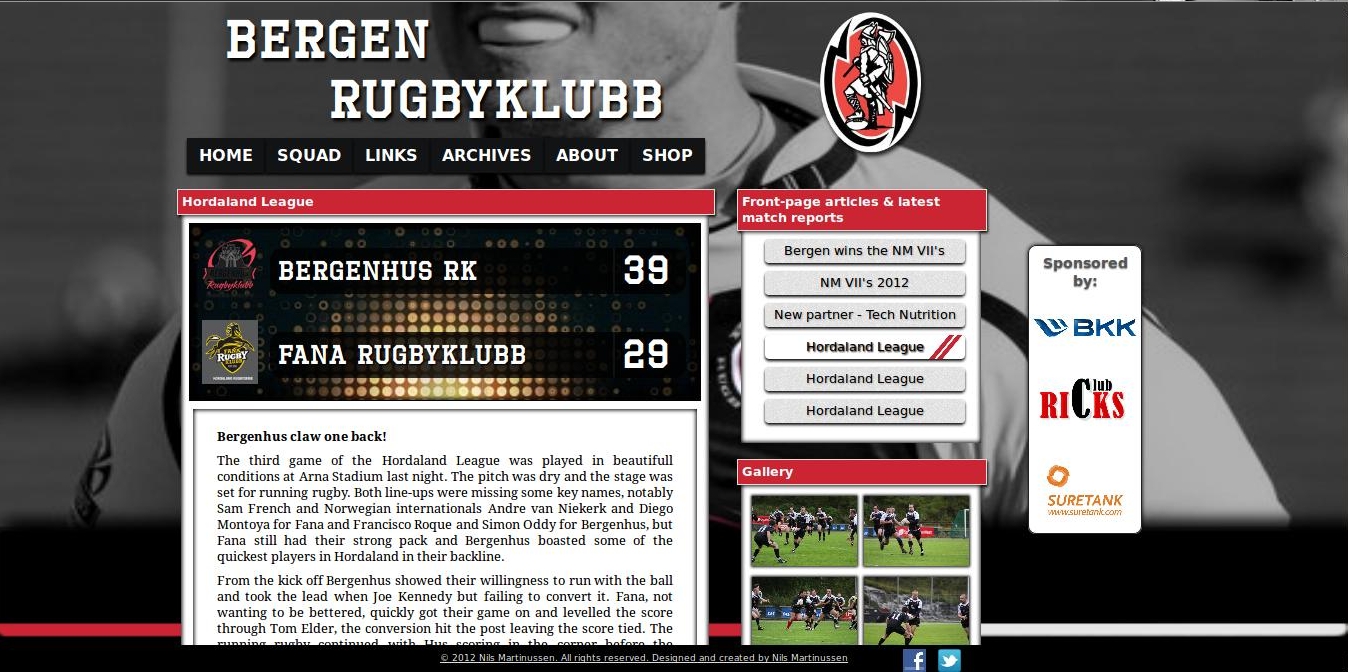 BERGEN
RUGBYKLUBB
HOME SQUAD LINKS ARCHIVES ABOUT SHOP
Hordaland League
Rugbyklubb
BERGENHUS RK 39
FANA
RUGBY
KLUBB
FANA RUGBYKLUBB 29
Bergenhus claw one back!
The third game of the Hordaland League was played in beautifull
conditions at Arna Stadium last night. The pitch was dry and the stage was
set for running rugby. Both line-ups were missing some key names, notably
Sam French and Norwegian internationals Andre van Niekerk and Diego
Montoya for Fana and Francisco Roque and Simon Oddy for Bergenhus, but
Fana still had their strong pack and Bergenhus boasted some of the
quickest players in Hordaland in their backline.
From the kick off Bergenhus showed their willingness to run with the ball
and took the lead when Joe Kennedy but failing to convert it. Fana, not
wanting to be bettered, quickly got their game on and levelled the score
through Tom Elder, the conversion hit the post leaving the score tied. The
running rugby continued with Hus scoring in the corner before the
Front-page articles & latest
match reports
Bergen wins the NM VII's
NM VII's 2012
New partner - Tech Nutrition
Hordaland League
Hordaland League
Hordaland League
Gallery
Sponsored
by:
BKK
Club
RICKS
SURETANK
www.suretank.com
© 2012 Nils Martinussen. All rights reserved. Designed and created by Nils Martinussen